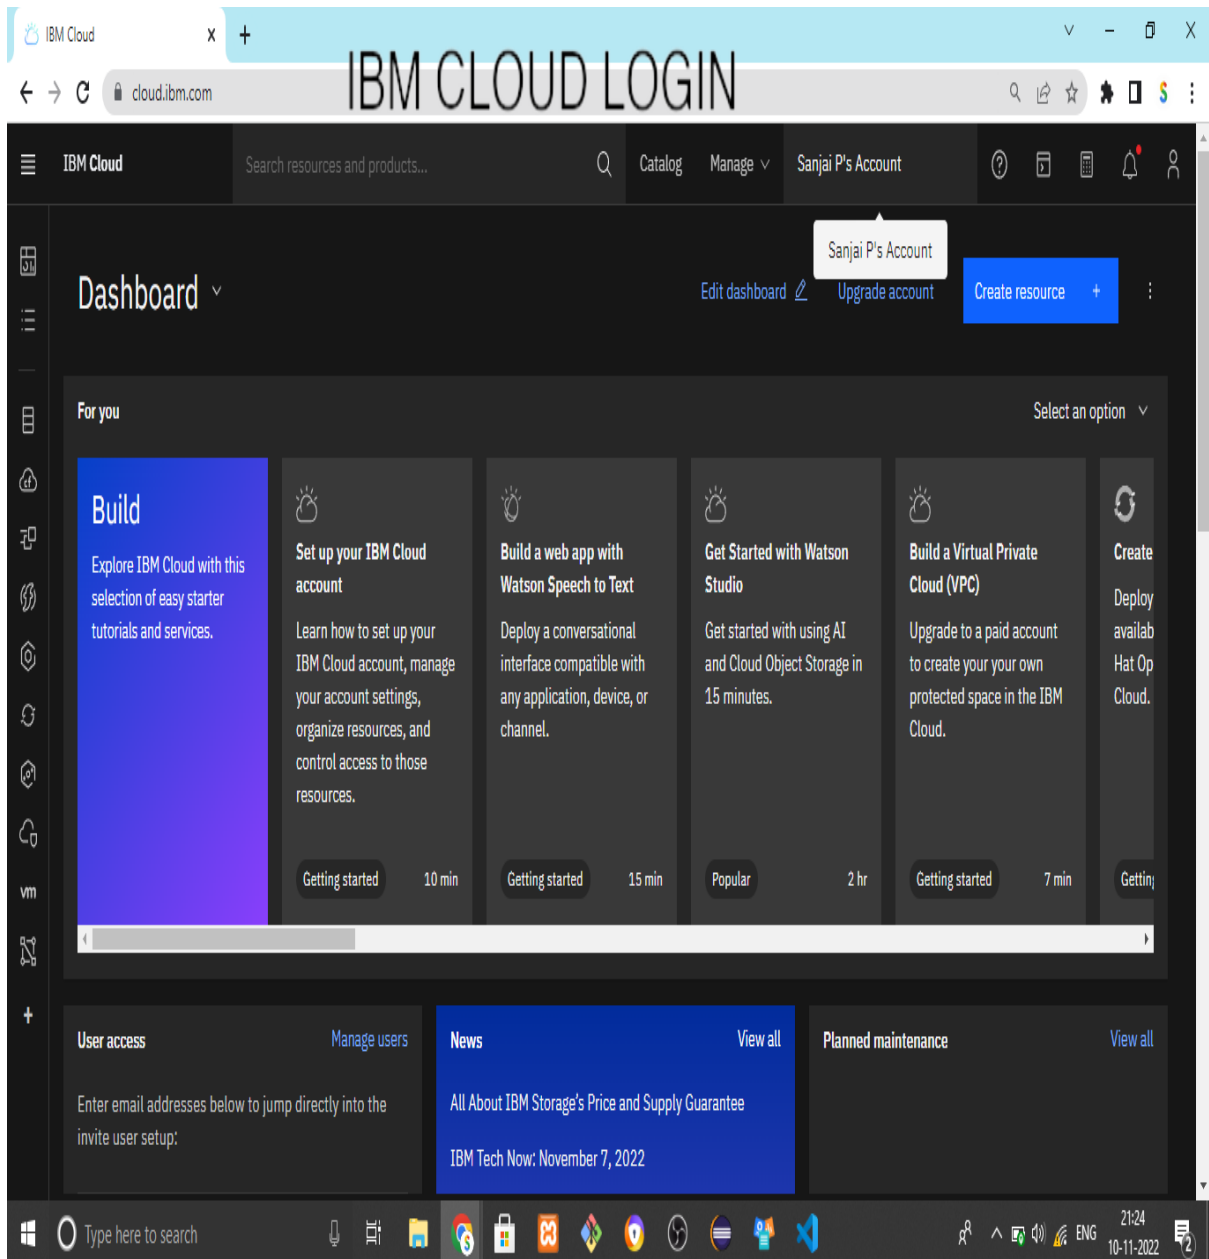 IBM Cloud
IBM CLOUD LOGIN
cloud.ibm.com
IBM Cloud
Search resources and products...
Catalog
Manage
Sanjai P's Account
Sanjai P's Account
Dashboard
Edit dashboard
Upgrade account
Create resource +
For you
Select an option
Build
Explore IBM Cloud with this
selection of easy starter
tutorials and services.
Set up your IBM Cloud
account
Learn how to set up your
IBM Cloud account, manage
your account settings,
organize resources, and
control access to those
resources.
Getting started
10 min
Build a web app with
Watson Speech to Text
Deploy a conversational
interface compatible with
any application, device, or
channel.
Getting started
15 min
Get Started with Watson
Studio
Get started with using AI
and Cloud Object Storage in
15 minutes.
Popular
2 hr
Build a Virtual Private
Cloud (VPC)
Upgrade to a paid account
to create your your own
protected space in the IBM
Cloud.
Getting started
7 min
Create
Deploy
availab
Hat Op
Cloud.
Getting
vm
User access
Manage users
Enter email addresses below to jump directly into the
invite user setup:
News
View all
All About IBM Storage's Price and Supply Guarantee
IBM Tech Now: November 7, 2022
Planned maintenance
View all
Type here to search
ENG
21:24
10-11-2022
2